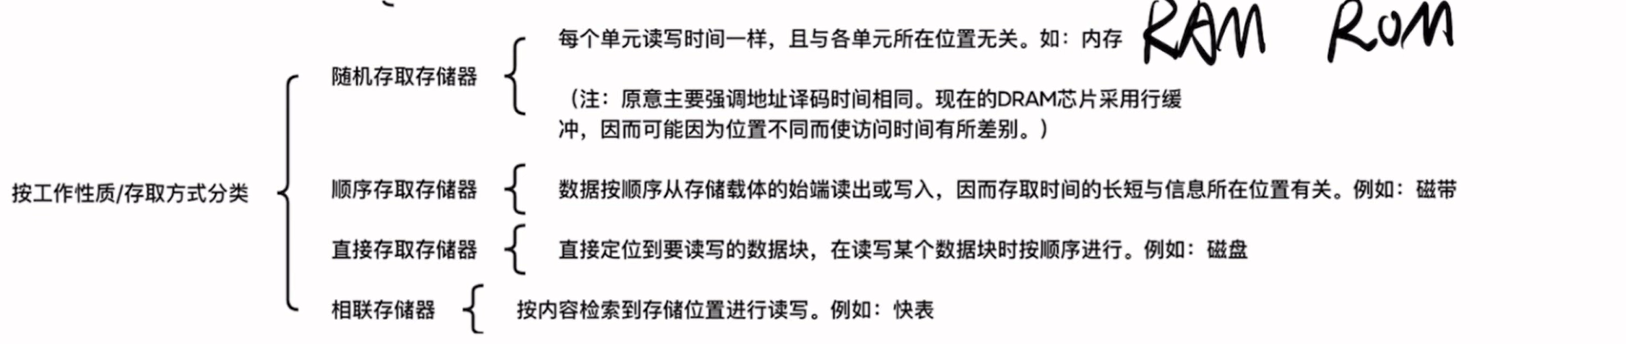 每个单元读写时间一样，且与各单元所在位置无关。如：内存 RAM ROM
随机存取存储器
（注：原意主要强调地址译码时间相同。现在的DRAM芯片采用行缓
冲，因而可能因为位置不同而使访问时间有所差别。）
按工作性质/存取方式分类
顺序存取存储器
数据按顺序从存储载体的始端读出或写入，因而存取时间的长短与信息所在位置有关。例如：磁带
直接存取存储器
直接定位到要读写的数据块，在读写某个数据块时按顺序进行。例如：磁盘
相联存储器
按内容检索到存储位置进行读写。例如：快表